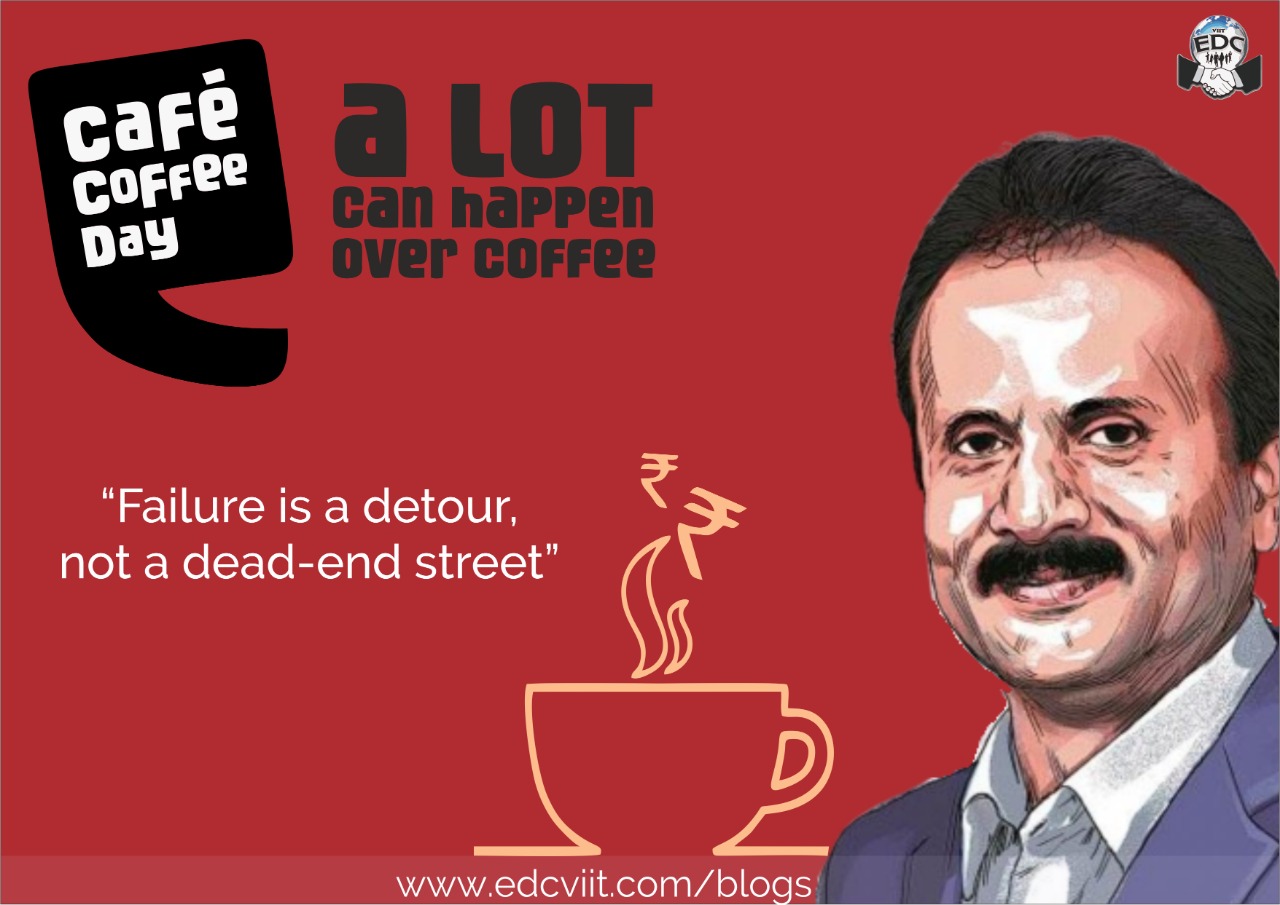 Café
Coffee
Day
a LOT
can happen
over coffee
VIIT
EDC
“Failure is a detour,
not a dead-end street”
₹
₹
www.edcviit.com/blogs